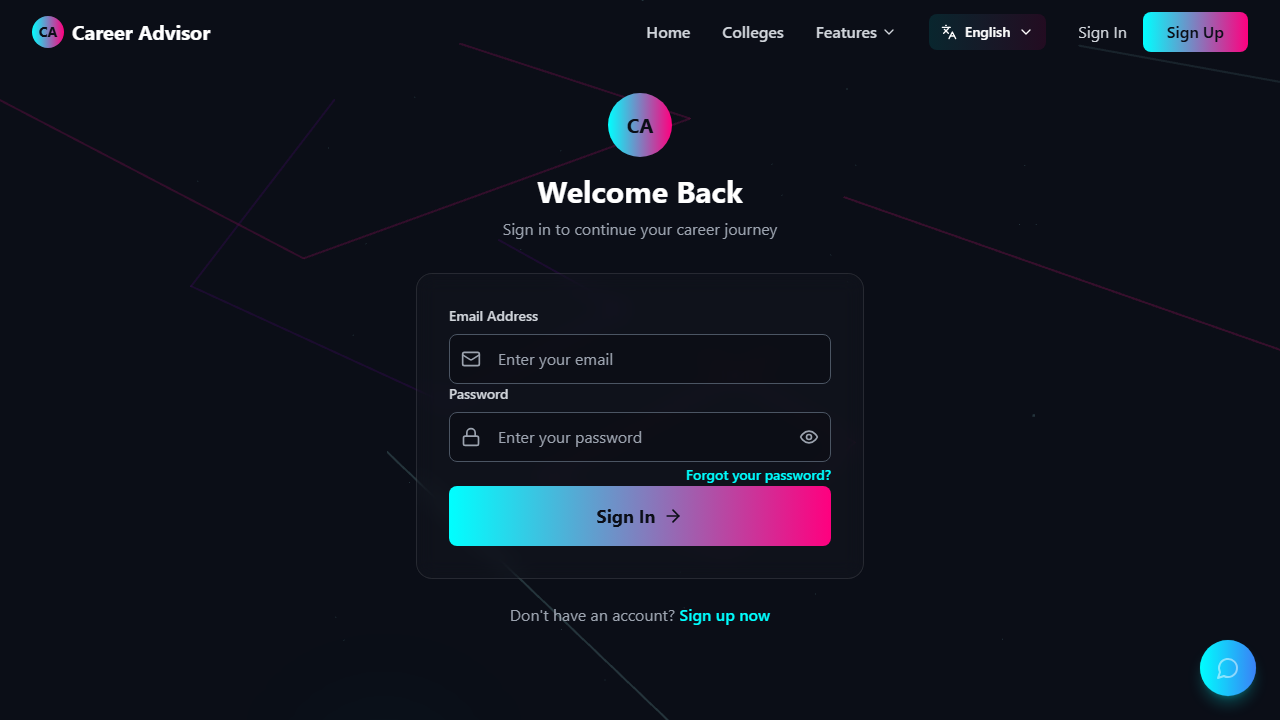 CA Career Advisor
Home Colleges Features English Sign In Sign Up
CA
Welcome Back
Sign in to continue your career journey
Email Address
Enter your email
Password
Enter your password
Forgot your password?
Sign In
Don't have an account? Sign up now